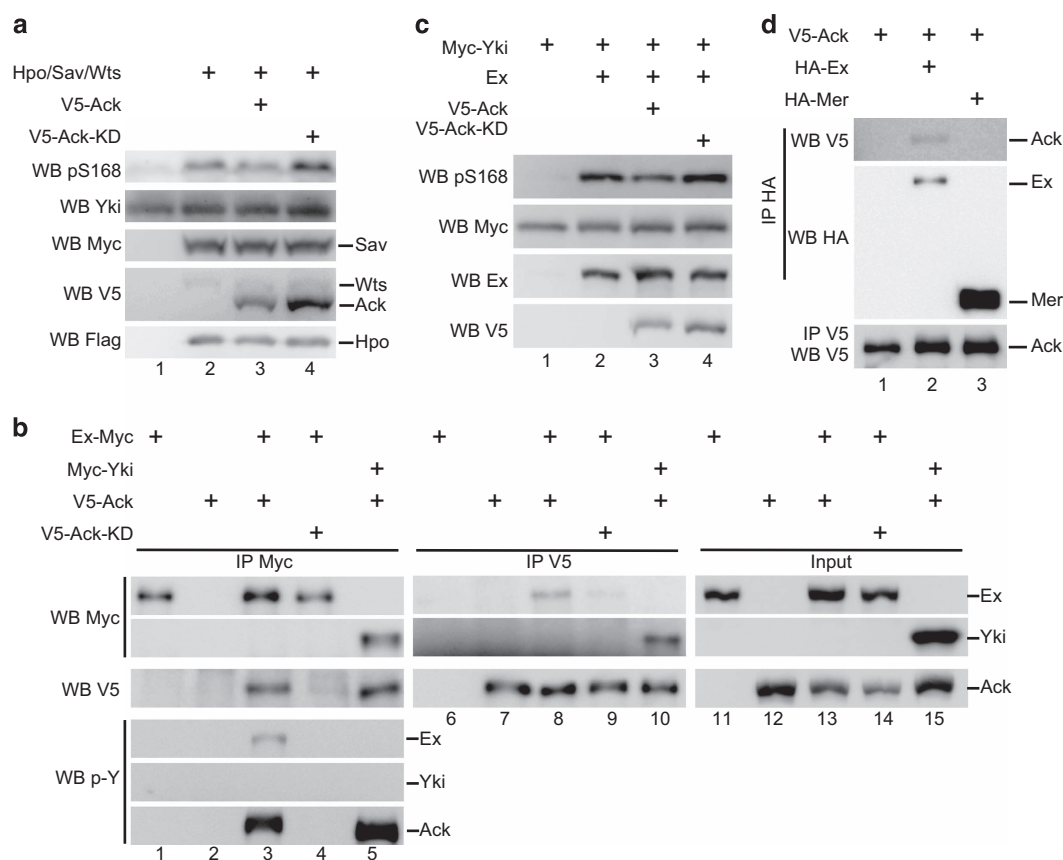 a
Hpo/Sav/Wts + + +
V5-Ack +
V5-Ack-KD +
WB pS168
WB Yki
WB Myc Sav
WB V5 Wts
Ack
WB Flag Hpo
1 2 3 4
c
Myc-Yki + + + +
Ex + + +
V5-Ack +
V5-Ack-KD +
WB pS168
WB Myc
WB Ex
WB V5
1 2 3 4
d
V5-Ack + + +
HA-Ex +
HA-Mer +
IP HA
WB V5 Ack
Ex
WB HA
Mer
IP V5
WB V5 Ack
1 2 3
b
Ex-Myc + + + + + + + + +
Myc-Yki + + +
V5-Ack + + + + + + + + +
V5-Ack-KD + + +
IP Myc IP V5 Input
WB Myc Ex
Yki
WB V5 Ack
6 7 8 9 10 11 12 13 14 15
WB p-Y Ex
Yki
Ack
1 2 3 4 5